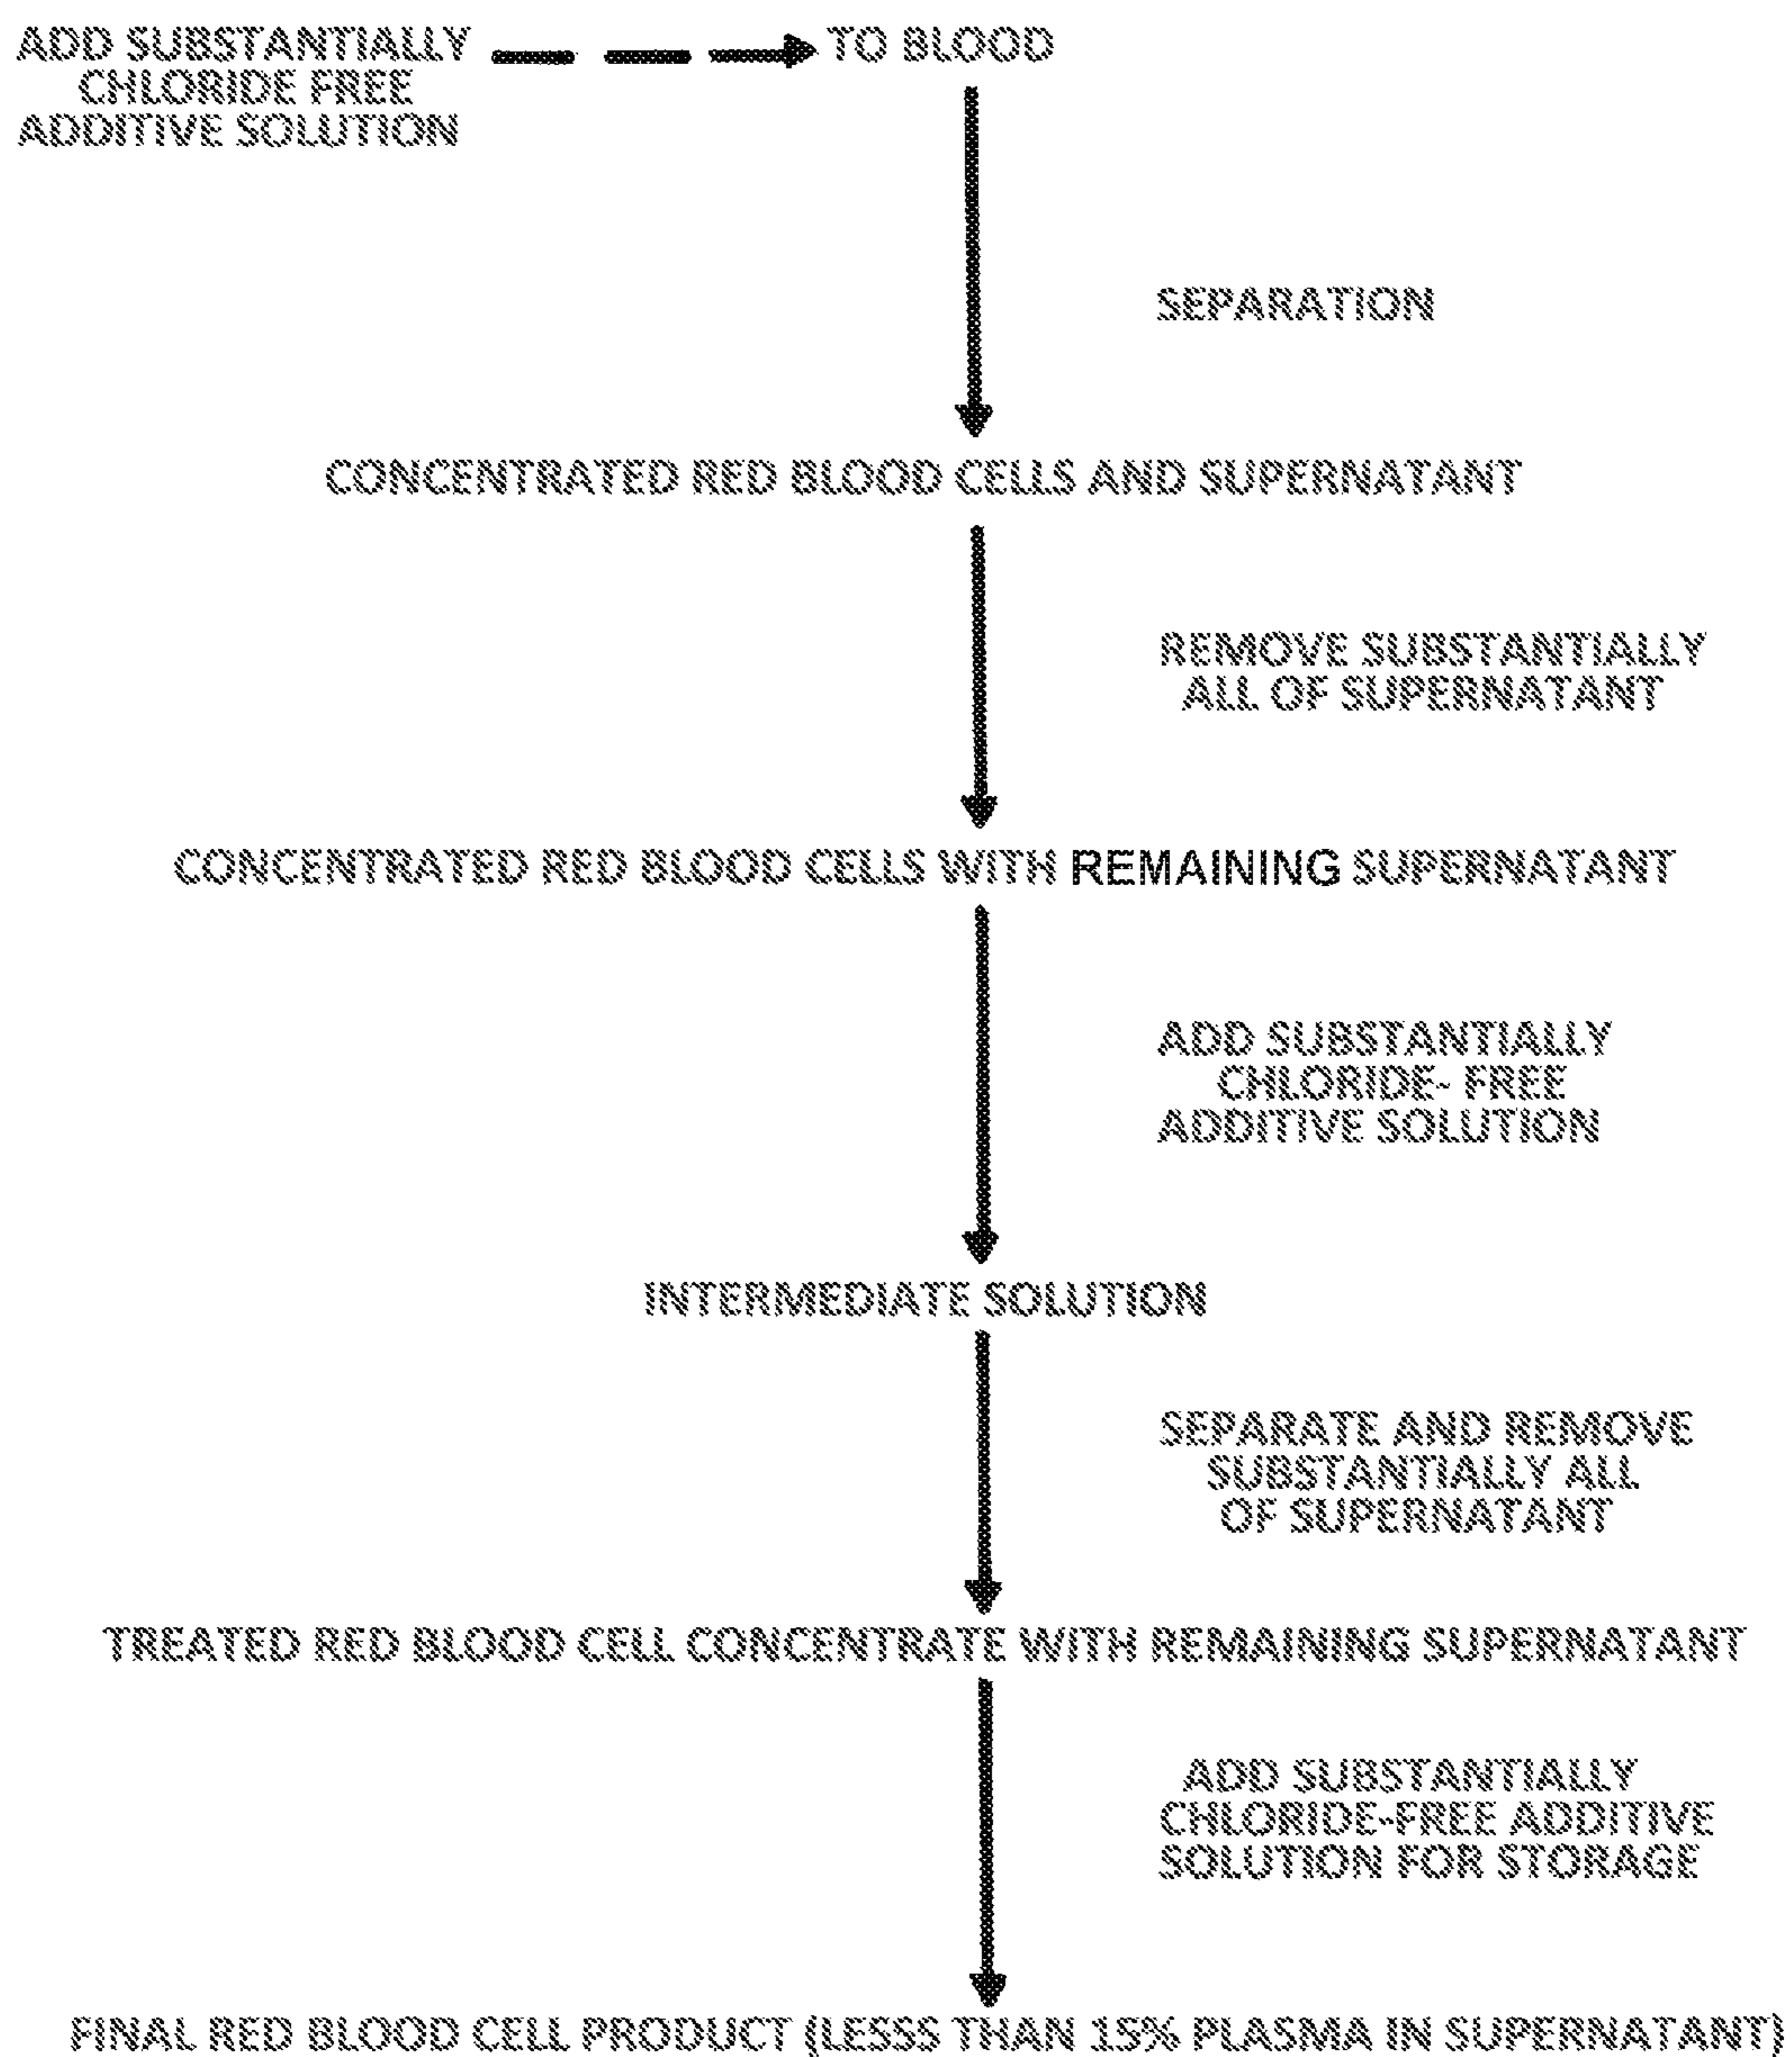 ADD SUBSTANTIALLY
CHLORIDE FREE
ADDITIVE SOLUTION
TO BLOOD
SEPARATION
CONCENTRATED RED BLOOD CELLS AND SUPERNATANT
REMOVE SUBSTANTIALLY
ALL OF SUPERNATANT
CONCENTRATED RED BLOOD CELLS WITH REMAINING SUPERNATANT
ADD SUBSTANTIALLY
CHLORIDE- FREE
ADDITIVE SOLUTION
INTERMEDIATE SOLUTION
SEPARATE AND REMOVE
SUBSTANTIALLY ALL
OF SUPERNATANT
TREATED RED BLOOD CELL CONCENTRATE WITH REMAINING SUPERNATANT
ADD SUBSTANTIALLY
CHLORIDE-FREE ADDITIVE
SOLUTION FOR STORAGE
FINAL RED BLOOD CELL PRODUCT (LESSS THAN 15% PLASMA IN SUPERNATANT)